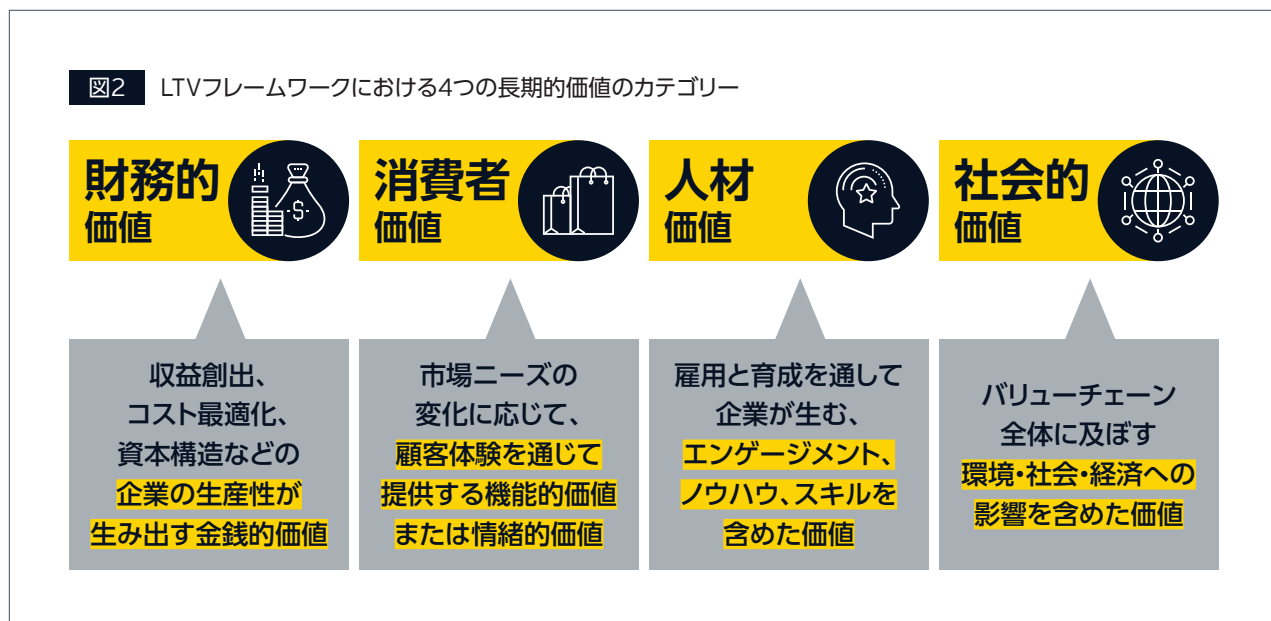 図2 LTVフレームワークにおける4つの長期的価値のカテゴリー
財務的
価値
$
消費者
価値
人材
価値
社会的
価値
収益創出、
コスト最適化、
資本構造などの
企業の生産性が
生み出す金銭的価値
市場ニーズの
変化に応じて、
顧客体験を通じて
提供する機能的価値
または情緒的価値
雇用と育成を通して
企業が生む、
エンゲージメント、
ノウハウ、スキルを
含めた価値
バリューチェーン
全体に及ぼす
環境・社会・経済への
影響を含めた価値